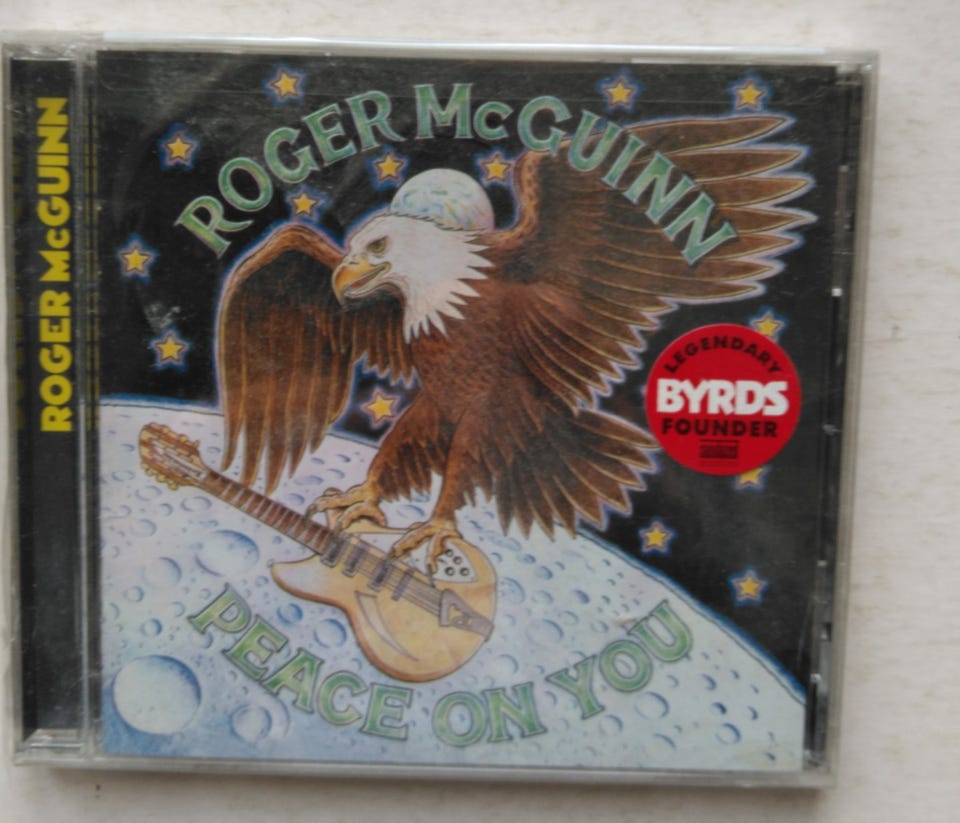 ROGER McGUINN
ROGER McGUINN
LEGENDARY
BYRDS
FOUNDER
PEACE ON YOU